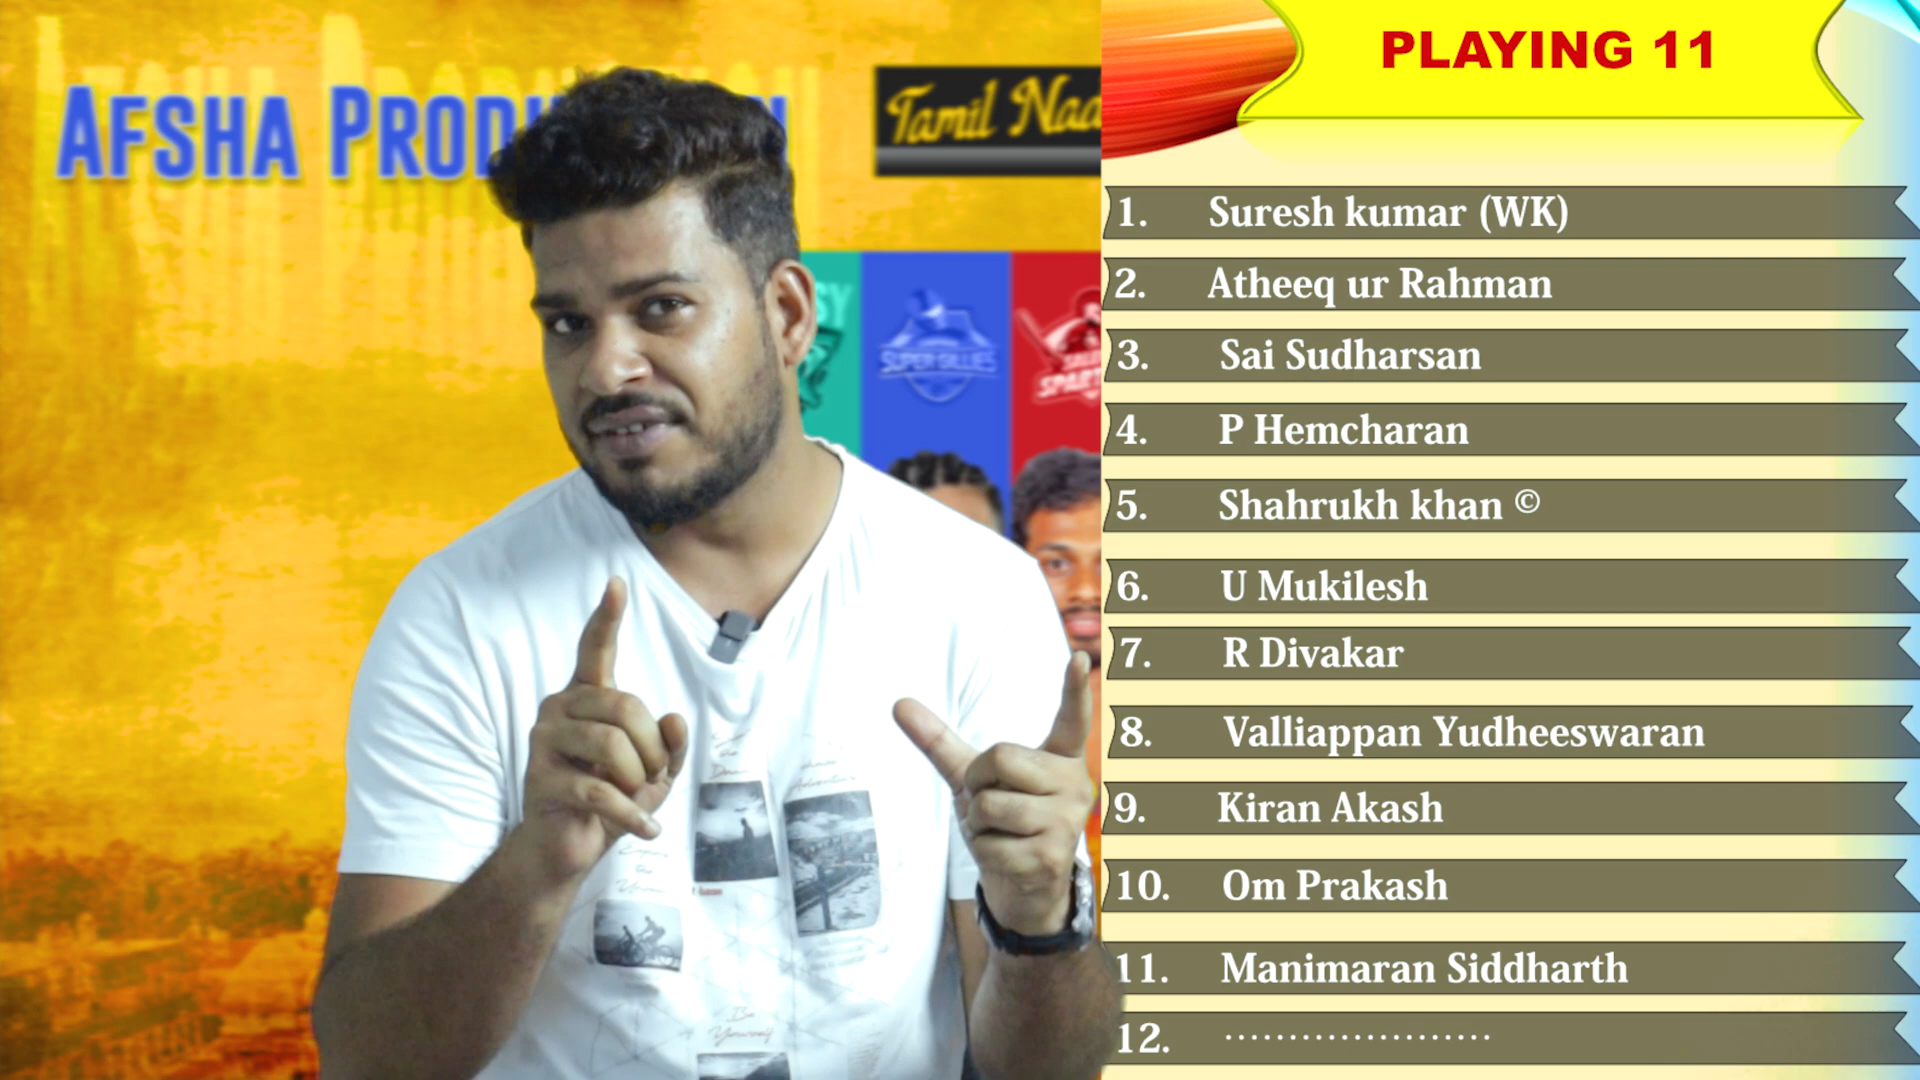 AFSHA PROD
Tamil Nad
SUPER GILLIES
PLAYING 11
1. Suresh kumar (WK)
2. Atheeq ur Rahman
3. Sai Sudharsan
4. P Hemcharan
5. Shahrukh khan ©
6. U Mukilesh
7. R Divakar
8. Valliappan Yudheeswaran
9. Kiran Akash
10. Om Prakash
11. Manimaran Siddharth
12. .....................